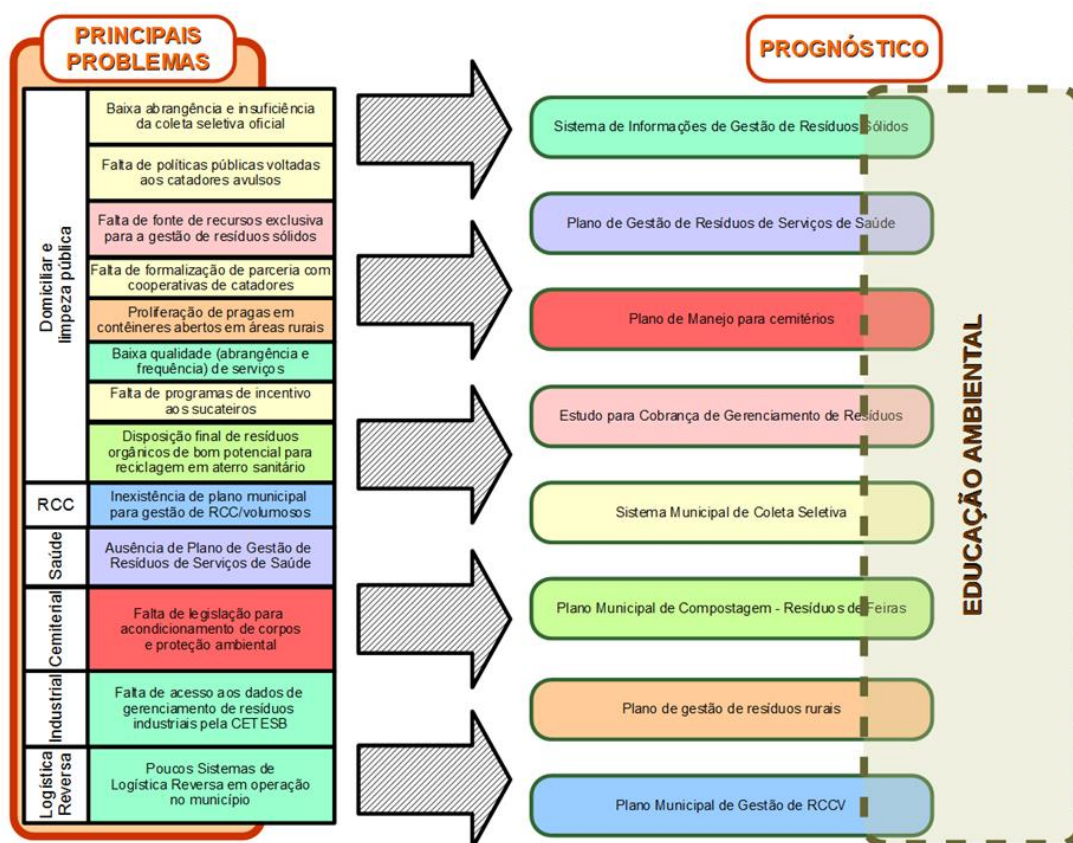 PRINCIPAIS
PROBLEMAS
Domiciliar e
limpeza pública
Baixa abrangência e insuficiência
da coleta seletiva oficial
Falta de políticas públicas voltadas
aos catadores avulsos
Falta de fonte de recursos exclusiva
para a gestão de resíduos sólidos
Falta de formalização de parceria com
cooperativas de catadores
Proliferação de pragas em
contêineres abertos em áreas rurais
Baixa qualidade (abrangência e
frequência) de serviços
Falta de programas de incentivo
aos sucateiros
Disposição final de resíduos
orgânicos de bom potencial para
reciclagem em aterro sanitário
RCC
Inexistência de plano municipal
para gestão de RCC/volumosos
Saúde
Ausência de Plano de Gestão de
Resíduos de Serviços de Saúde
Cemiterial
Falta de legislação para
acondicionamento de corpos
e proteção ambiental
Industrial
Falta de acesso aos dados de
gerenciamento de resíduos
industriais pela CETESB
Logística
Reversa
Poucos Sistemas de
Logística Reversa em operação
no município
PROGNÓSTICO
Sistema de Informações de Gestão de Resíduos Sólidos
Plano de Gestão de Resíduos de Serviços de Saúde
Plano de Manejo para cemitérios
Estudo para Cobrança de Gerenciamento de Resíduos
Sistema Municipal de Coleta Seletiva
Plano Municipal de Compostagem - Resíduos de Feiras
Plano de gestão de resíduos rurais
Plano Municipal de Gestão de RCCV
EDUCAÇÃO AMBIENTAL